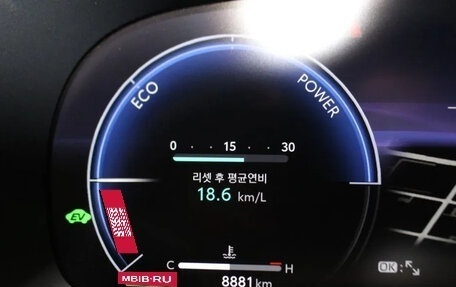 ECO
POWER
0 · 15 · 30
리셋 후 평균연비
18.6 km/L
EV
C H
8881 km
OK :
MBIB-RU